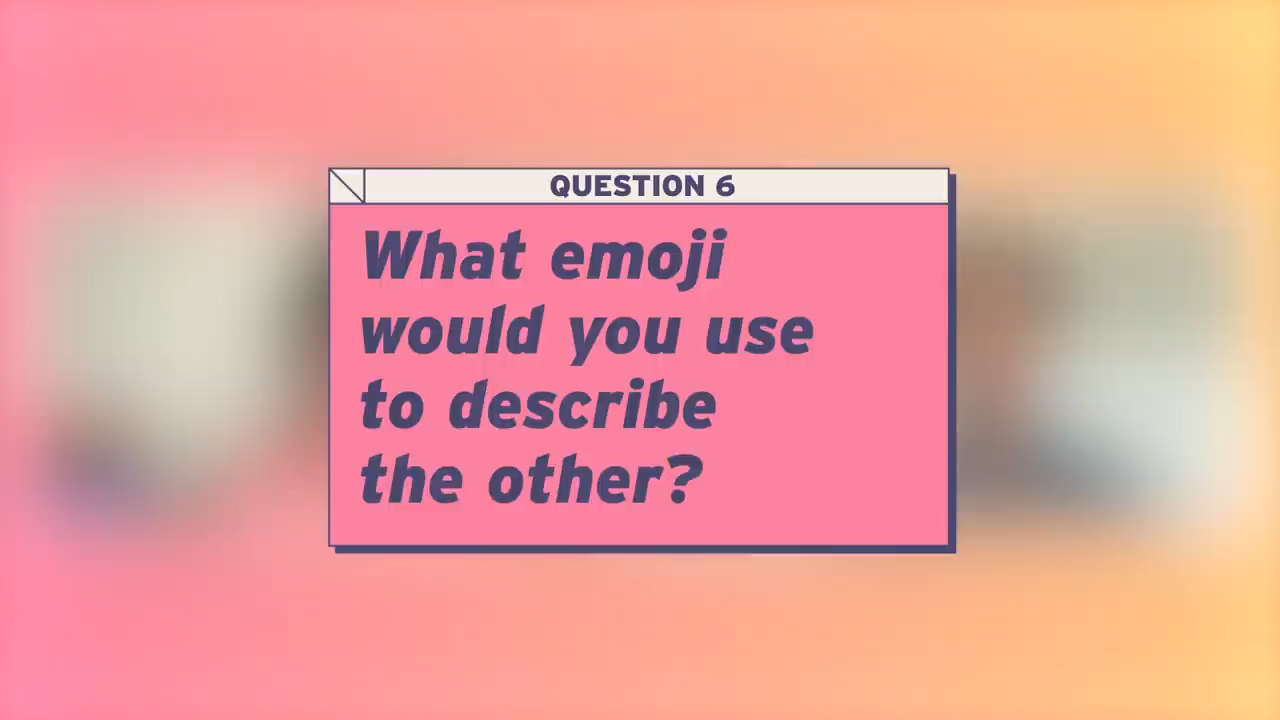 QUESTION 6
What emoji
would you use
to describe
the other?